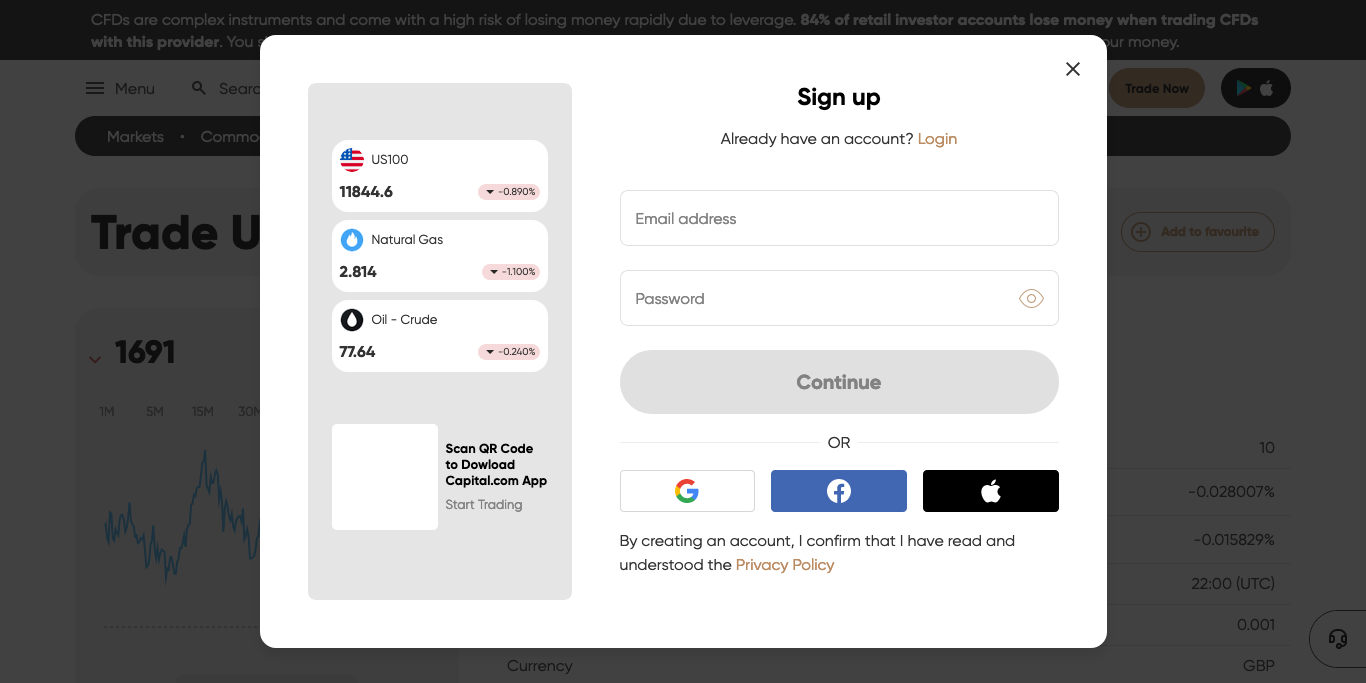 CFDs are complex instruments and come with a high risk of losing money rapidly due to leverage. 84% of retail investor accounts lose money when trading CFDs
with this provider. You
our money.
Menu
Searc
Trade Now
Markets • Commo
Trade U
Add to favourite
1691
1M 5M 15M 30M
10
-0.028007%
-0.015829%
22:00 (UTC)
0.001
Currency GBP
US100
11844.6 -0.890%
Natural Gas
2.814 -1.100%
Oil - Crude
77.64 -0.240%
Scan QR Code
to Dowload
Capital.com App
Start Trading
Sign up
Already have an account? Login
Email address
Password
Continue
OR
By creating an account, I confirm that I have read and
understood the Privacy Policy